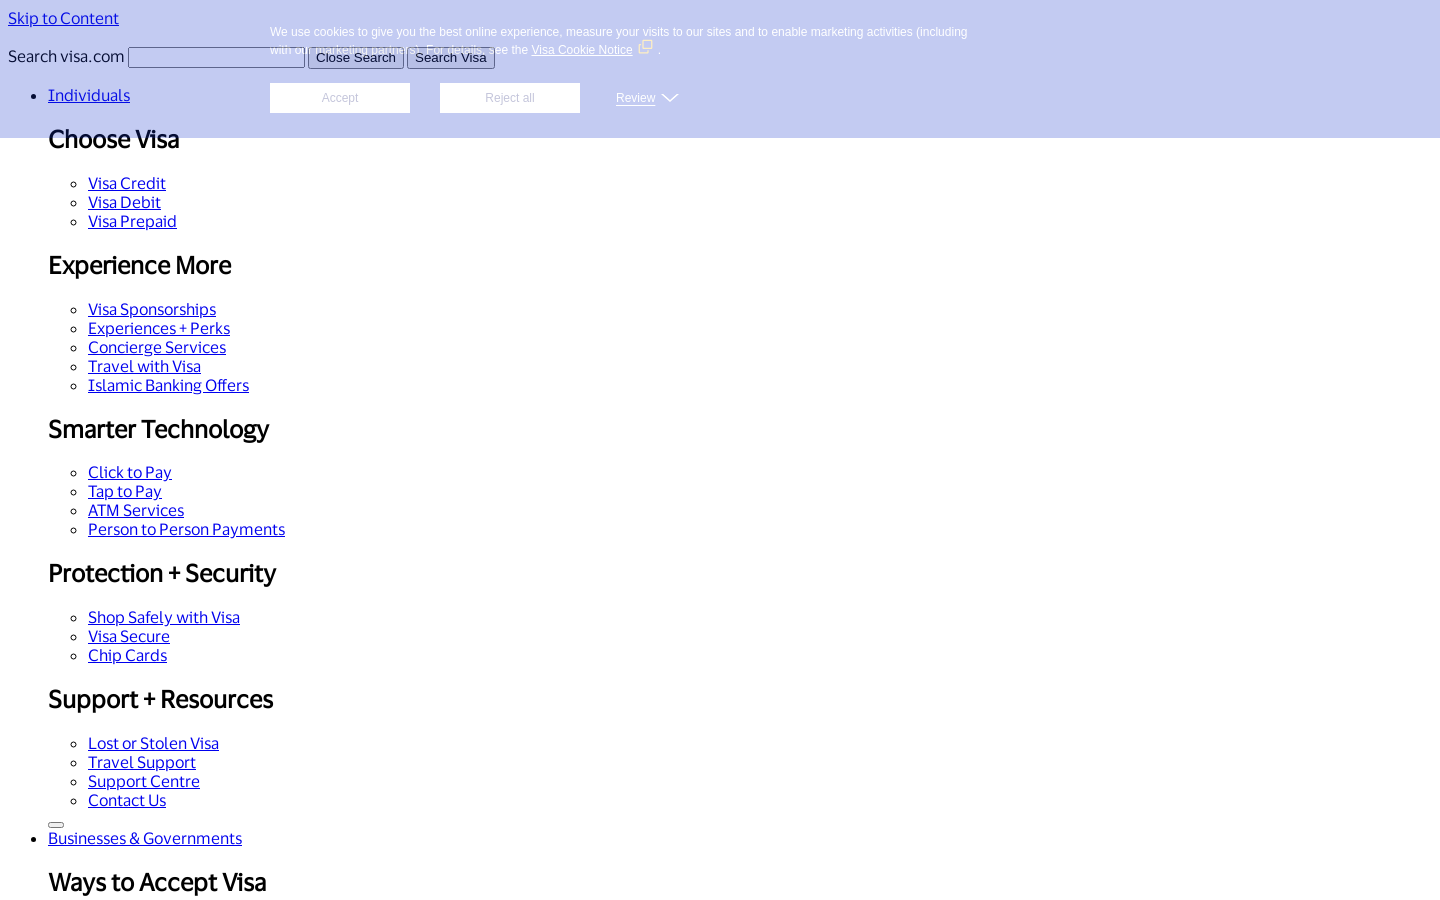 Skip to Content
We use cookies to give you the best online experience, measure your visits to our sites and to enable marketing activities (including
with our marketing partners). For details, see the Visa Cookie Notice .
Search visa.com Close Search Search Visa
Accept Reject all Review
Individuals
Choose Visa
Visa Credit
Visa Debit
Visa Prepaid
Experience More
Visa Sponsorships
Experiences + Perks
Concierge Services
Travel with Visa
Islamic Banking Offers
Smarter Technology
Click to Pay
Tap to Pay
ATM Services
Person to Person Payments
Protection + Security
Shop Safely with Visa
Visa Secure
Chip Cards
Support + Resources
Lost or Stolen Visa
Travel Support
Support Centre
Contact Us
Businesses & Governments
Ways to Accept Visa